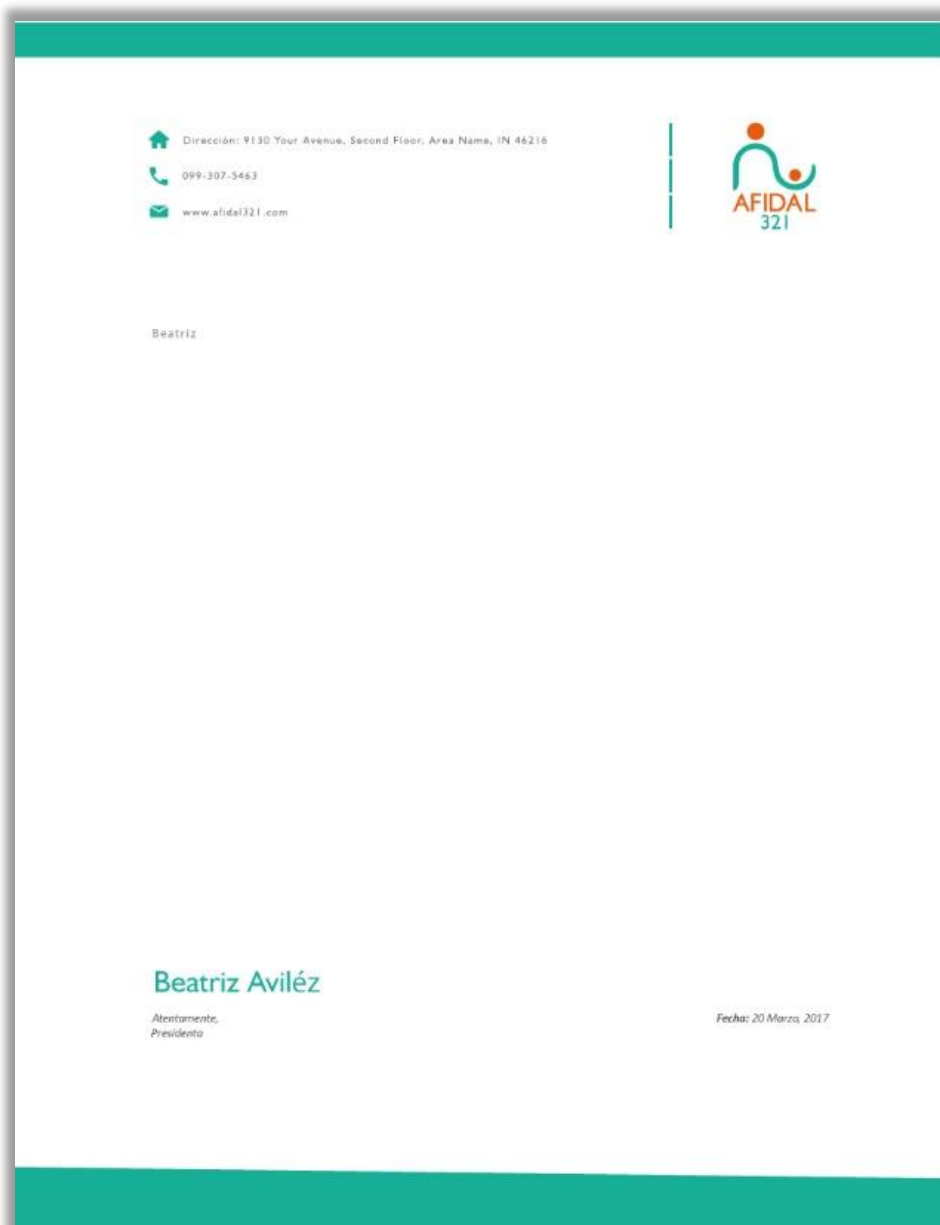 Dirección: 9130 Your Avenue, Second Floor, Area Name, IN 46216
099-307-5463
www.afidal321.com
AFIDAL
321
Beatriz
Beatriz Aviléz
Atentamente,
Presidenta
Fecha: 20 Marzo, 2017